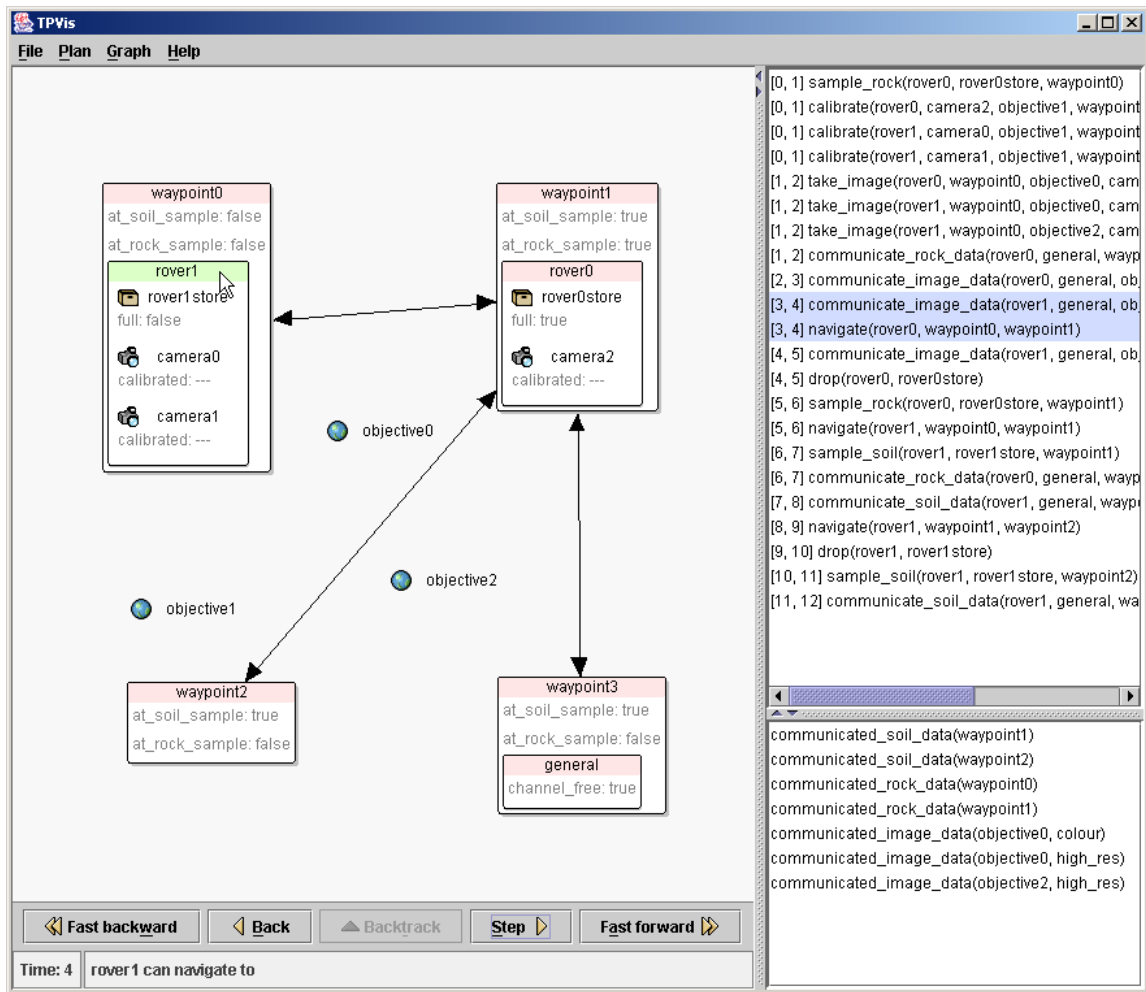 TPVis
File Plan Graph Help
waypoint0
at_soil_sample: false
at_rock_sample: false
rover1
rover1store
full: false
camera0
calibrated: ---
camera1
calibrated: ---
waypoint1
at_soil_sample: true
at_rock_sample: true
rover0
rover0store
full: true
camera2
calibrated: ---
objective0
objective2
objective1
waypoint2
at_soil_sample: true
at_rock_sample: false
waypoint3
at_soil_sample: true
at_rock_sample: false
general
channel_free: true
Fast backward Back Backtrack Step Fast forward
Time: 4 rover1 can navigate to
[0, 1] sample_rock(rover0, rover0store, waypoint0)
[0, 1] calibrate(rover0, camera2, objective1, waypoint
[0, 1] calibrate(rover1, camera0, objective1, waypoint
[0, 1] calibrate(rover1, camera1, objective1, waypoint
[1, 2] take_image(rover0, waypoint0, objective0, cam
[1, 2] take_image(rover1, waypoint0, objective0, cam
[1, 2] take_image(rover1, waypoint0, objective2, cam
[1, 2] communicate_rock_data(rover0, general, wayp
[2, 3] communicate_image_data(rover0, general, obj
[3, 4] communicate_image_data(rover1, general, obj
[3, 4] navigate(rover0, waypoint0, waypoint1)
[4, 5] communicate_image_data(rover1, general, obj
[4, 5] drop(rover0, rover0store)
[5, 6] sample_rock(rover0, rover0store, waypoint1)
[5, 6] navigate(rover1, waypoint0, waypoint1)
[6, 7] sample_soil(rover1, rover1store, waypoint1)
[6, 7] communicate_rock_data(rover0, general, wayp
[7, 8] communicate_soil_data(rover1, general, waypo
[8, 9] navigate(rover1, waypoint1, waypoint2)
[9, 10] drop(rover1, rover1store)
[10, 11] sample_soil(rover1, rover1store, waypoint2)
[11, 12] communicate_soil_data(rover1, general, wa
communicated_soil_data(waypoint1)
communicated_soil_data(waypoint2)
communicated_rock_data(waypoint0)
communicated_rock_data(waypoint1)
communicated_image_data(objective0, colour)
communicated_image_data(objective0, high_res)
communicated_image_data(objective2, high_res)